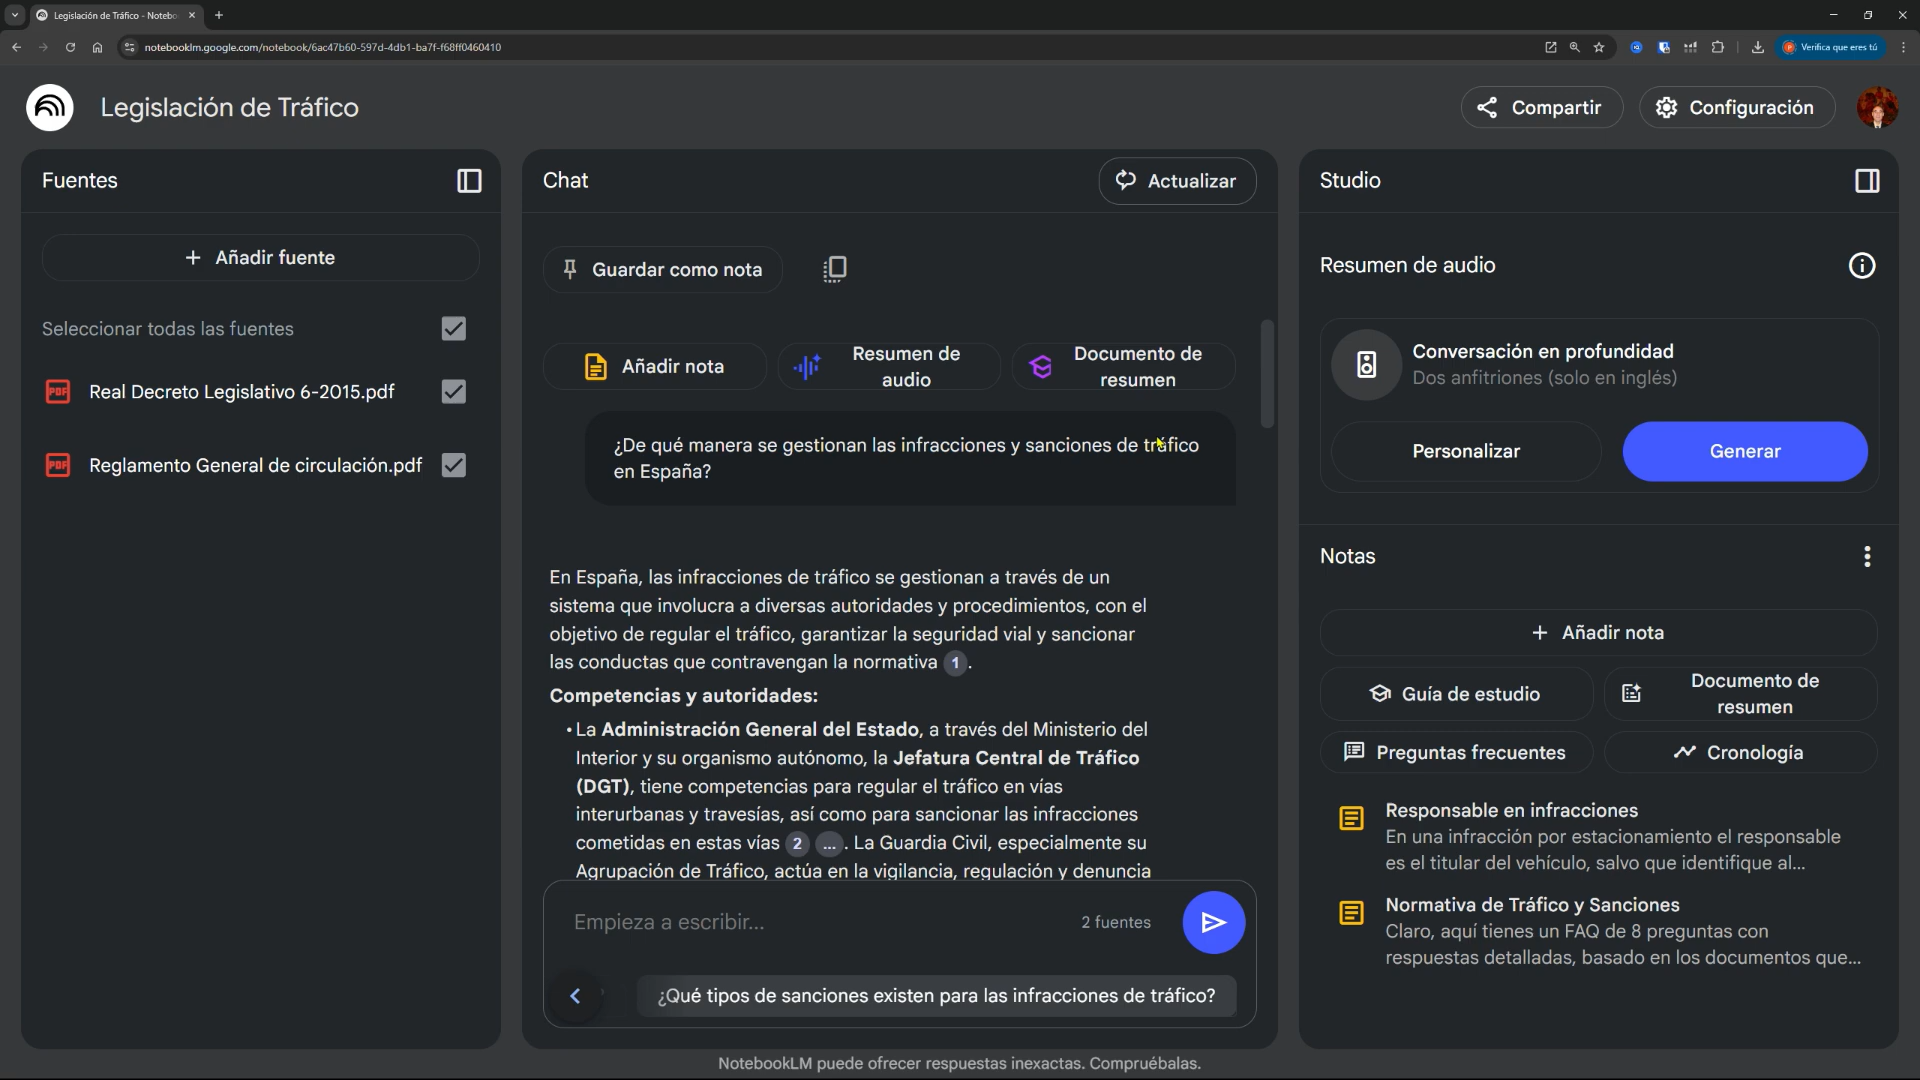 Legislación de Tráfico - Notebo
notebooklm.google.com/notebook/6ac47b60-597d-4db1-ba7f-f68ff0460410
Verifica que eres tú
Legislación de Tráfico
Compartir
Configuración
Fuentes
Añadir fuente
Seleccionar todas las fuentes
PDF Real Decreto Legislativo 6-2015.pdf
PDF Reglamento General de circulación.pdf
Chat
Actualizar
Guardar como nota
Añadir nota
Resumen de
audio
Documento de
resumen
¿De qué manera se gestionan las infracciones y sanciones de tráfico
en España?
En España, las infracciones de tráfico se gestionan a través de un
sistema que involucra a diversas autoridades y procedimientos, con el
objetivo de regular el tráfico, garantizar la seguridad vial y sancionar
las conductas que contravengan la normativa 1.
Competencias y autoridades:
• La Administración General del Estado, a través del Ministerio del
Interior y su organismo autónomo, la Jefatura Central de Tráfico
(DGT), tiene competencias para regular el tráfico en vías
interurbanas y travesías, así como para sancionar las infracciones
cometidas en estas vías 2 ... . La Guardia Civil, especialmente su
Agrupación de Tráfico, actúa en la vigilancia, regulación y denuncia
Empieza a escribir...
2 fuentes
¿Qué tipos de sanciones existen para las infracciones de tráfico?
NotebookLM puede ofrecer respuestas inexactas. Compruébalas.
Studio
Resumen de audio
Conversación en profundidad
Dos anfitriones (solo en inglés)
Personalizar
Generar
Notas
Añadir nota
Guía de estudio
Documento de
resumen
Preguntas frecuentes
Cronología
Responsable en infracciones
En una infracción por estacionamiento el responsable
es el titular del vehículo, salvo que identifique al...
Normativa de Tráfico y Sanciones
Claro, aquí tienes un FAQ de 8 preguntas con
respuestas detalladas, basado en los documentos que...